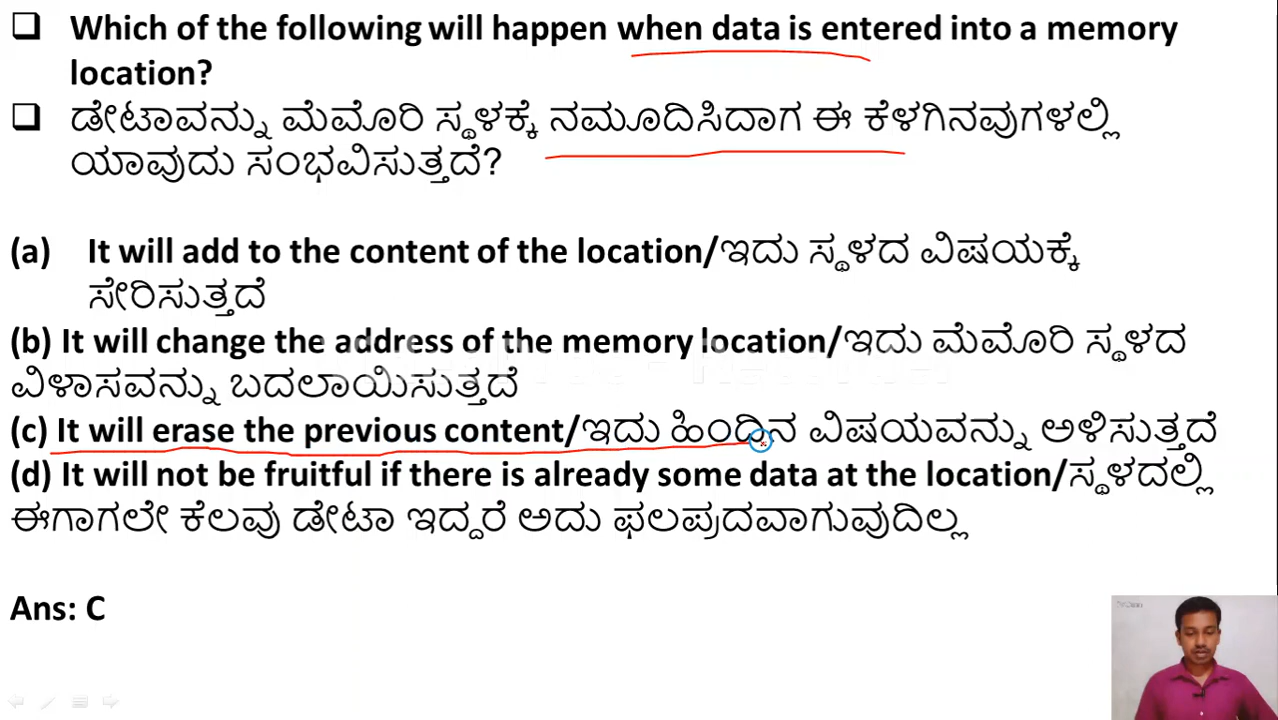 ❑ Which of the following will happen when data is entered into a memory
location?
❑ ಡೇಟಾವನ್ನು ಮೆಮೊರಿ ಸ್ಥಳಕ್ಕೆ ನಮೂದಿಸಿದಾಗ ಈ ಕೆಳಗಿನವುಗಳಲ್ಲಿ
ಯಾವುದು ಸಂಭವಿಸುತ್ತದೆ?
(a) It will add to the content of the location/ಇದು ಸ್ಥಳದ ವಿಷಯಕ್ಕೆ
ಸೇರಿಸುತ್ತದೆ
(b) It will change the address of the memory location/ಇದು ಮೆಮೊರಿ ಸ್ಥಳದ
ವಿಳಾಸವನ್ನು ಬದಲಾಯಿಸುತ್ತದೆ
(c) It will erase the previous content/ಇದು ಹಿಂದಿನ ವಿಷಯವನ್ನು ಅಳಿಸುತ್ತದೆ
(d) It will not be fruitful if there is already some data at the location/ಸ್ಥಳದಲ್ಲಿ
ಈಗಾಗಲೇ ಕೆಲವು ಡೇಟಾ ಇದ್ದರೆ ಅದು ಫಲಪ್ರದವಾಗುವುದಿಲ್ಲ
Ans: C